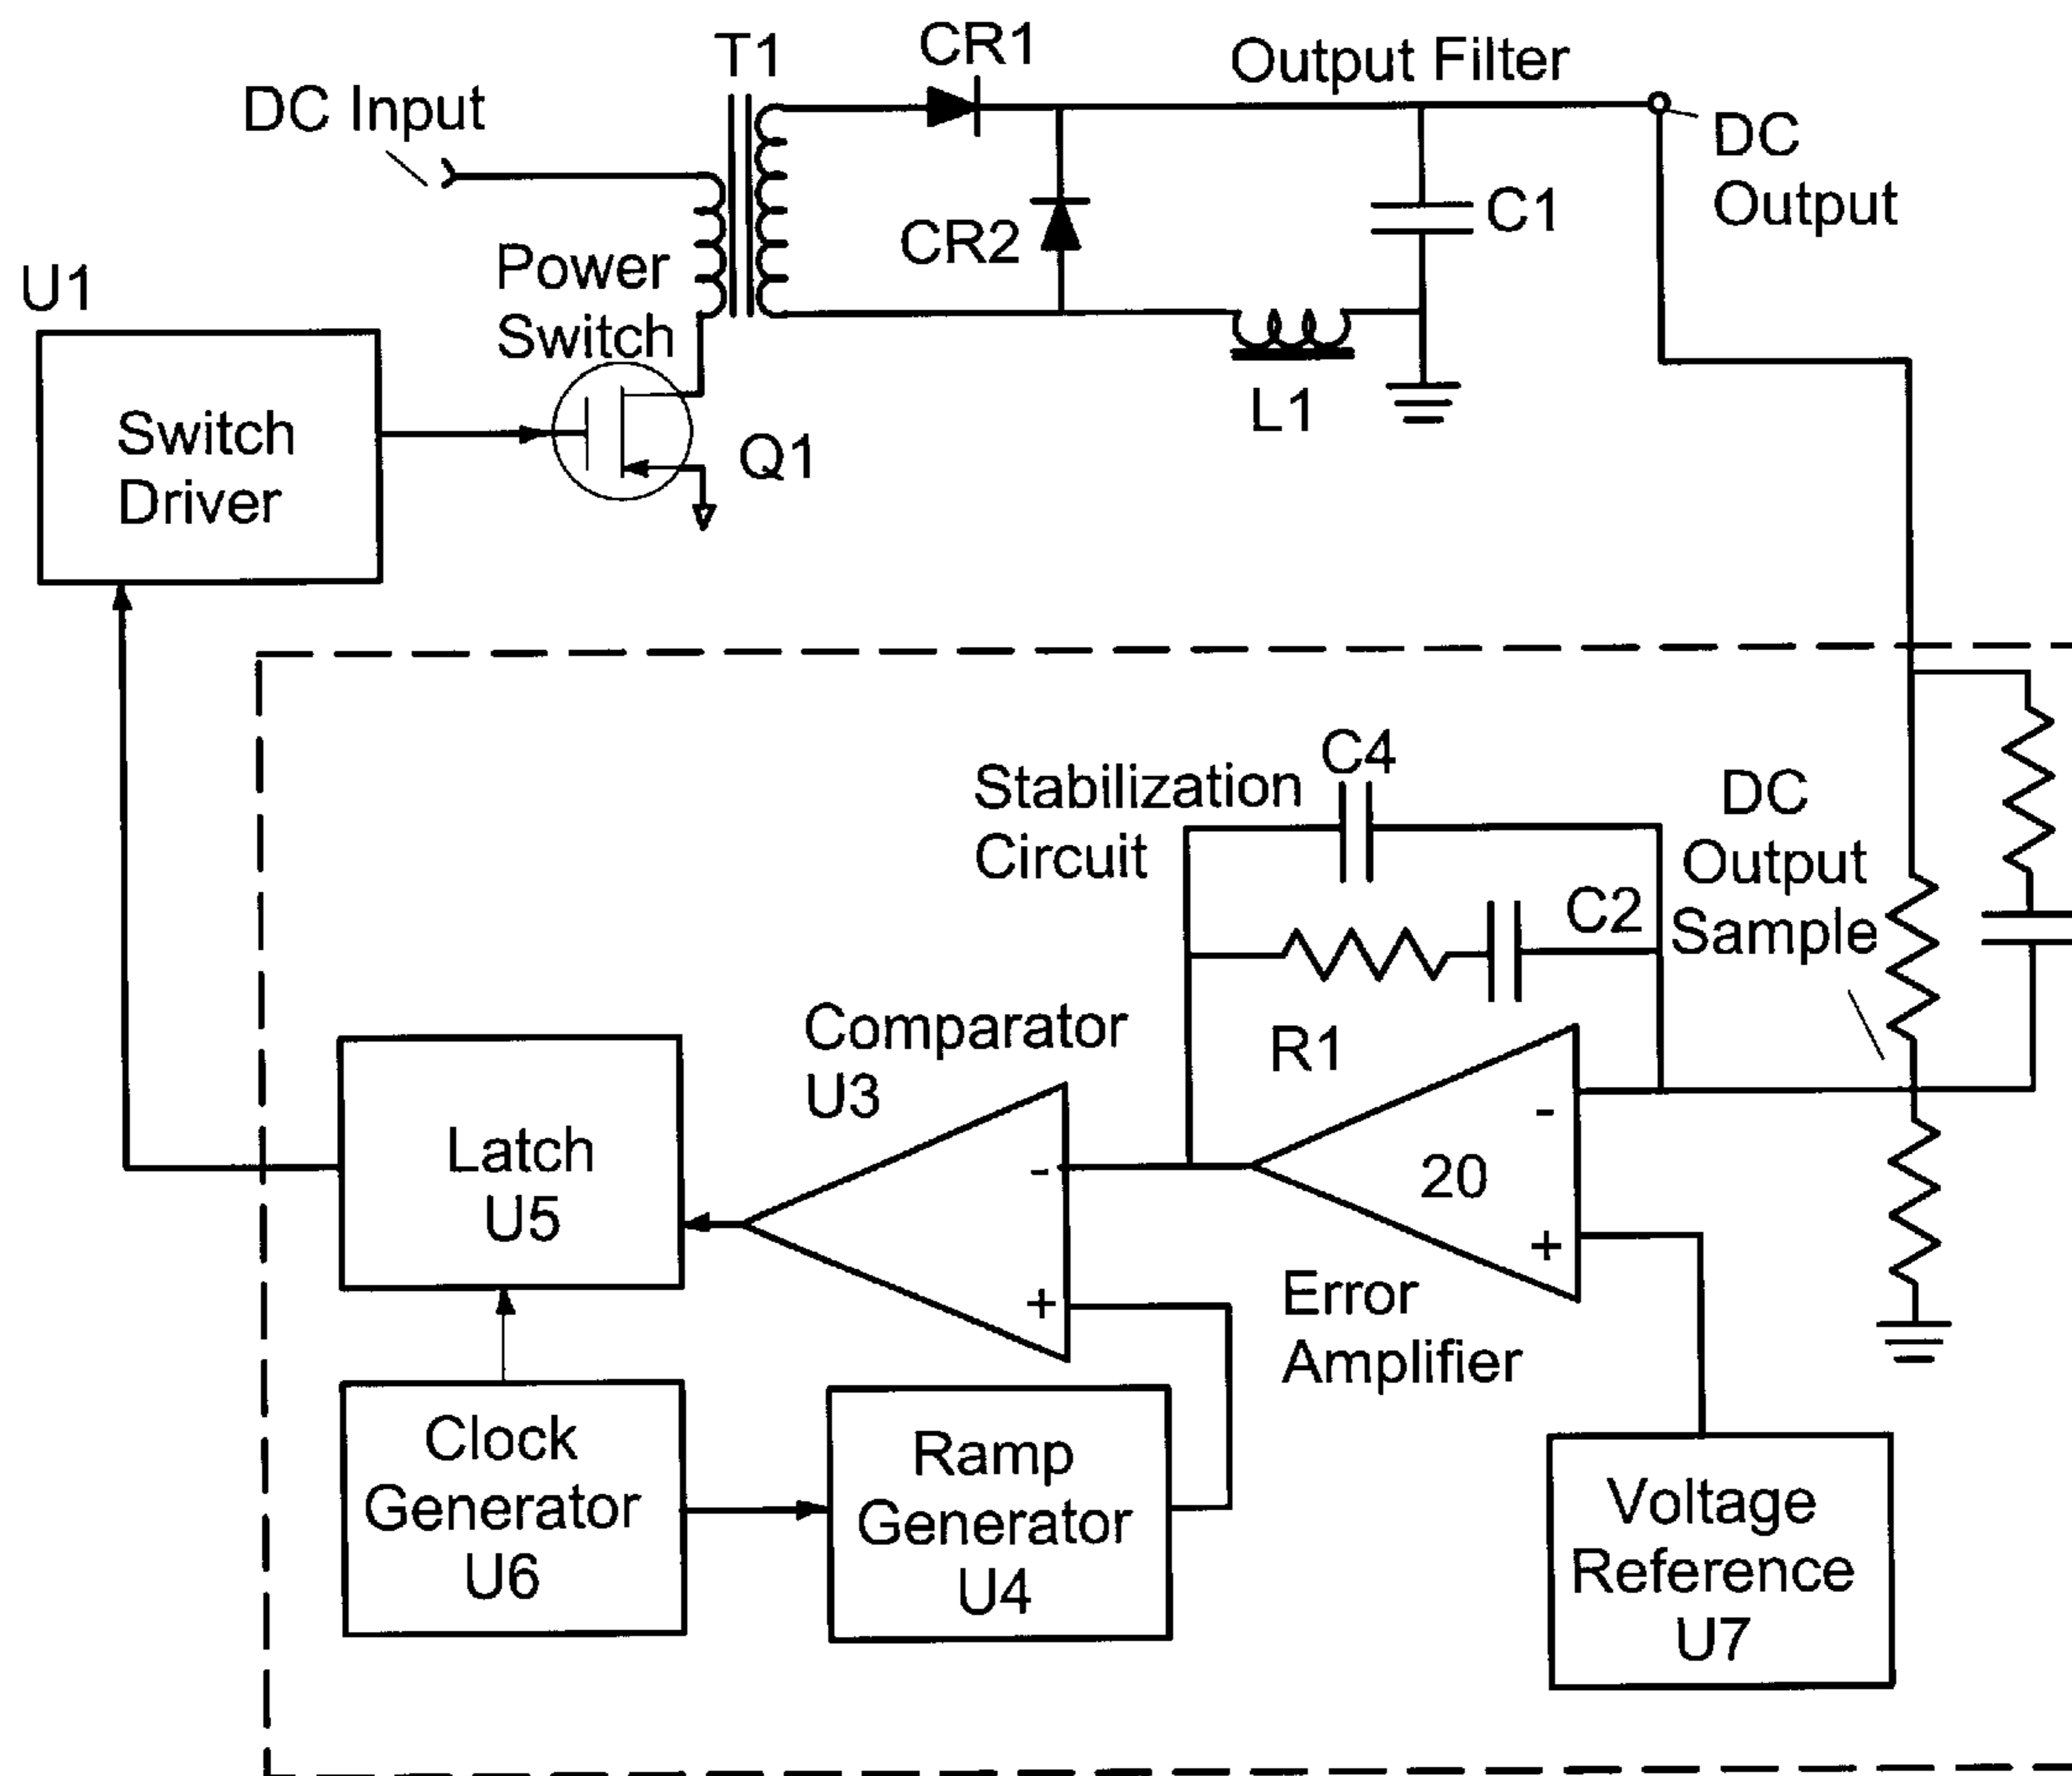 T1
CR1
Output Filter
DC Input
DC
Output
C1
CR2
Power
Switch
U1
L1
Switch
Driver
Q1
C4
Stabilization
Circuit
DC
Output
Sample
C2
R1
Comparator
U3
-
-
20
Latch
U5
+
+
Error
Amplifier
Clock
Generator
U6
Ramp
Generator
U4
Voltage
Reference
U7